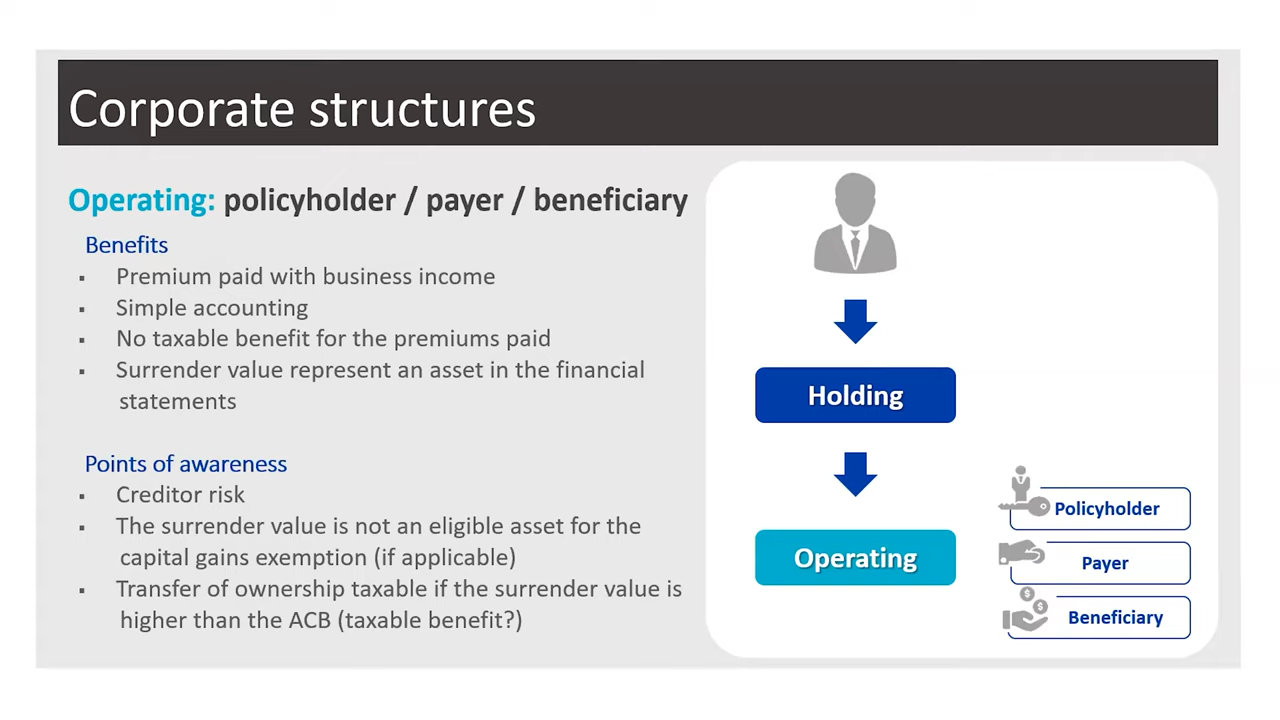 Corporate structures
Operating: policyholder / payer / beneficiary
Benefits
▪ Premium paid with business income
▪ Simple accounting
▪ No taxable benefit for the premiums paid
▪ Surrender value represent an asset in the financial
statements
Points of awareness
▪ Creditor risk
▪ The surrender value is not an eligible asset for the
capital gains exemption (if applicable)
▪ Transfer of ownership taxable if the surrender value is
higher than the ACB (taxable benefit?)
Holding
Operating
Policyholder
Payer
$ $
Beneficiary